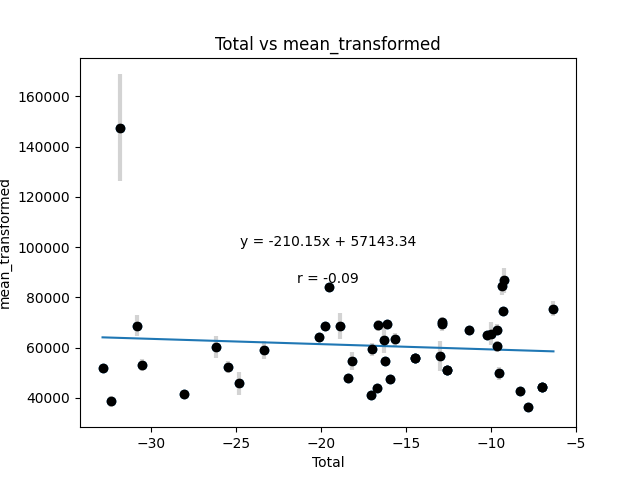 Total vs mean_transformed
mean_transformed
160000
140000
120000
100000
80000
60000
40000
y = -210.15x + 57143.34
r = -0.09
−30
−25
−20
−15
−10
−5
Total